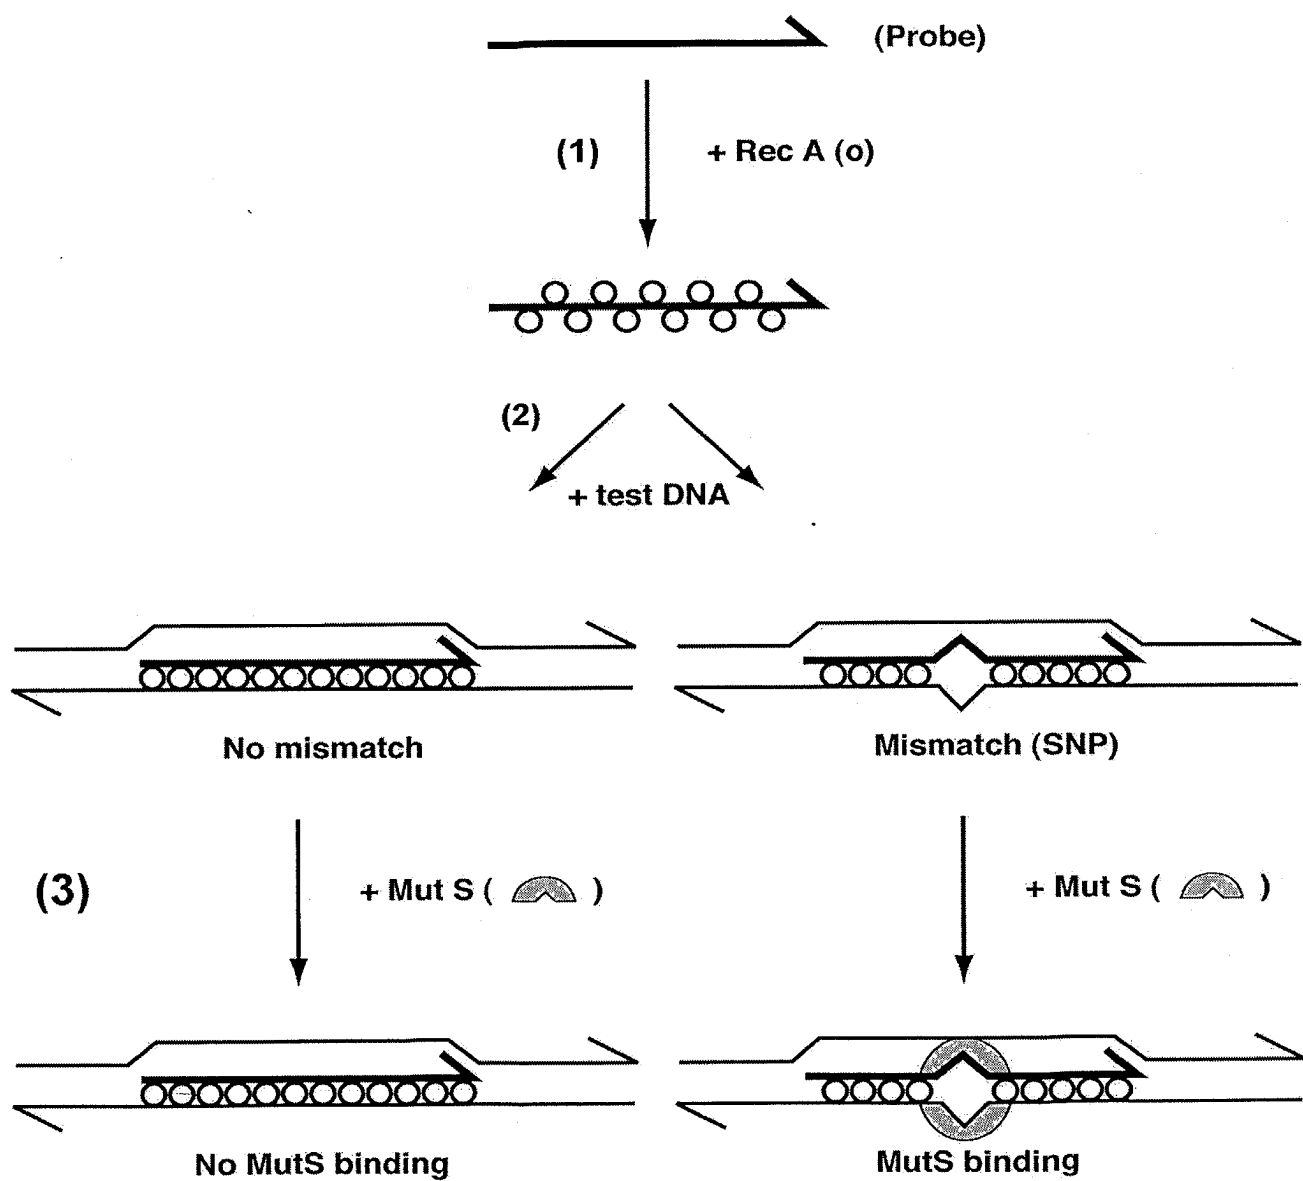 (Probe)
(1) + Rec A (o)
(2)
+ test DNA
No mismatch
Mismatch (SNP)
(3) + Mut S ( )
+ Mut S ( )
No MutS binding
MutS binding